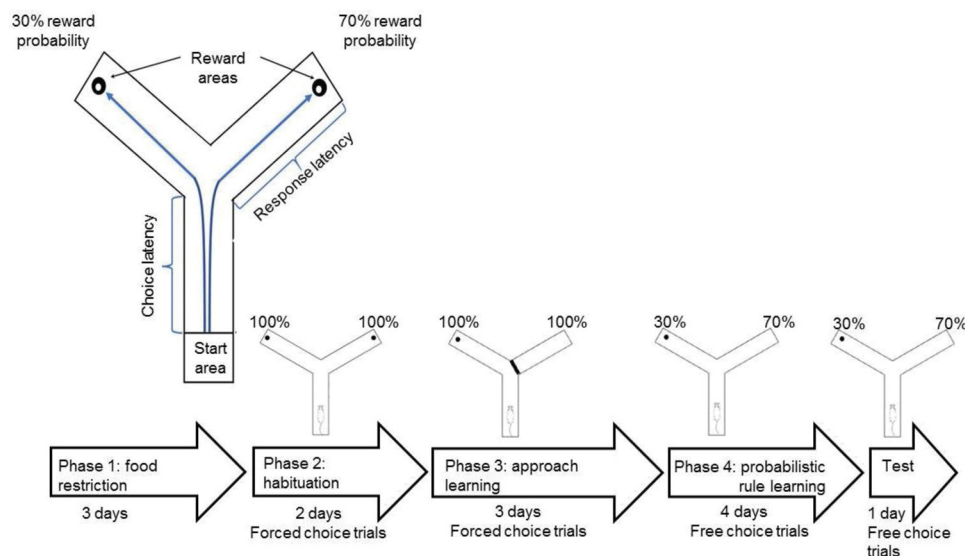 30% reward
probability
70% reward
probability
Reward
areas
Response latency
Choice latency
Start
area
100%
100%
100%
100%
30%
70%
30%
70%
Phase 1: food
restriction
Phase 2:
habituation
Phase 3: approach
learning
Phase 4: probabilistic
rule learning
Test
3 days
2 days
Forced choice trials
3 days
Forced choice trials
4 days
Free choice trials
1 day
Free choice
trials